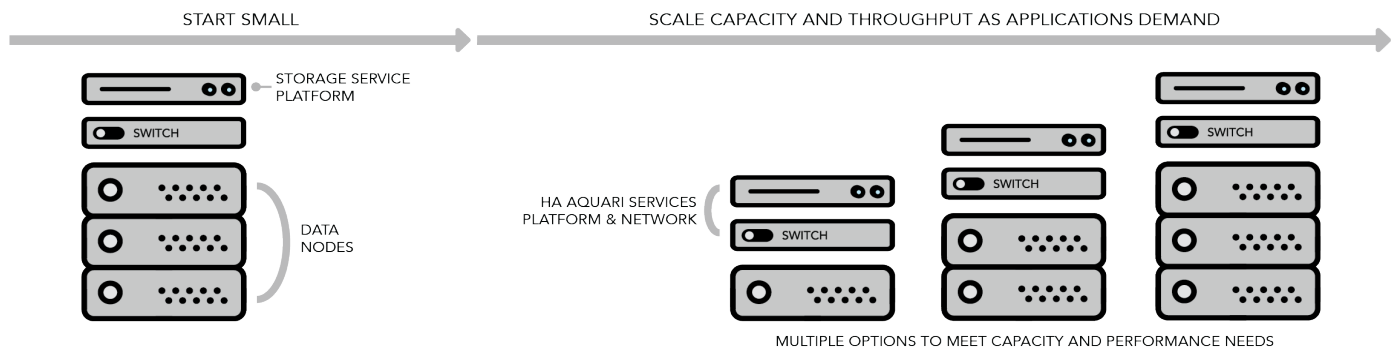 START SMALL
SCALE CAPACITY AND THROUGHPUT AS APPLICATIONS DEMAND
STORAGE SERVICE
PLATFORM
SWITCH
DATA
NODES
HA AQUARI SERVICES
PLATFORM & NETWORK
SWITCH
SWITCH
SWITCH
MULTIPLE OPTIONS TO MEET CAPACITY AND PERFORMANCE NEEDS